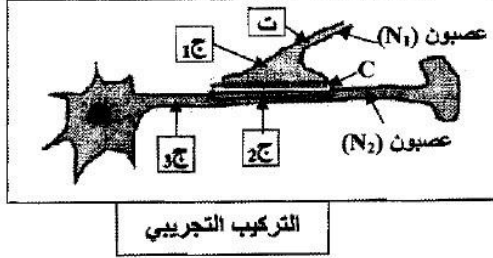 ت
عصبون (N₁)
ج1
C
ج3
ج2
عصبون (N₂)
التركيب التجريبي